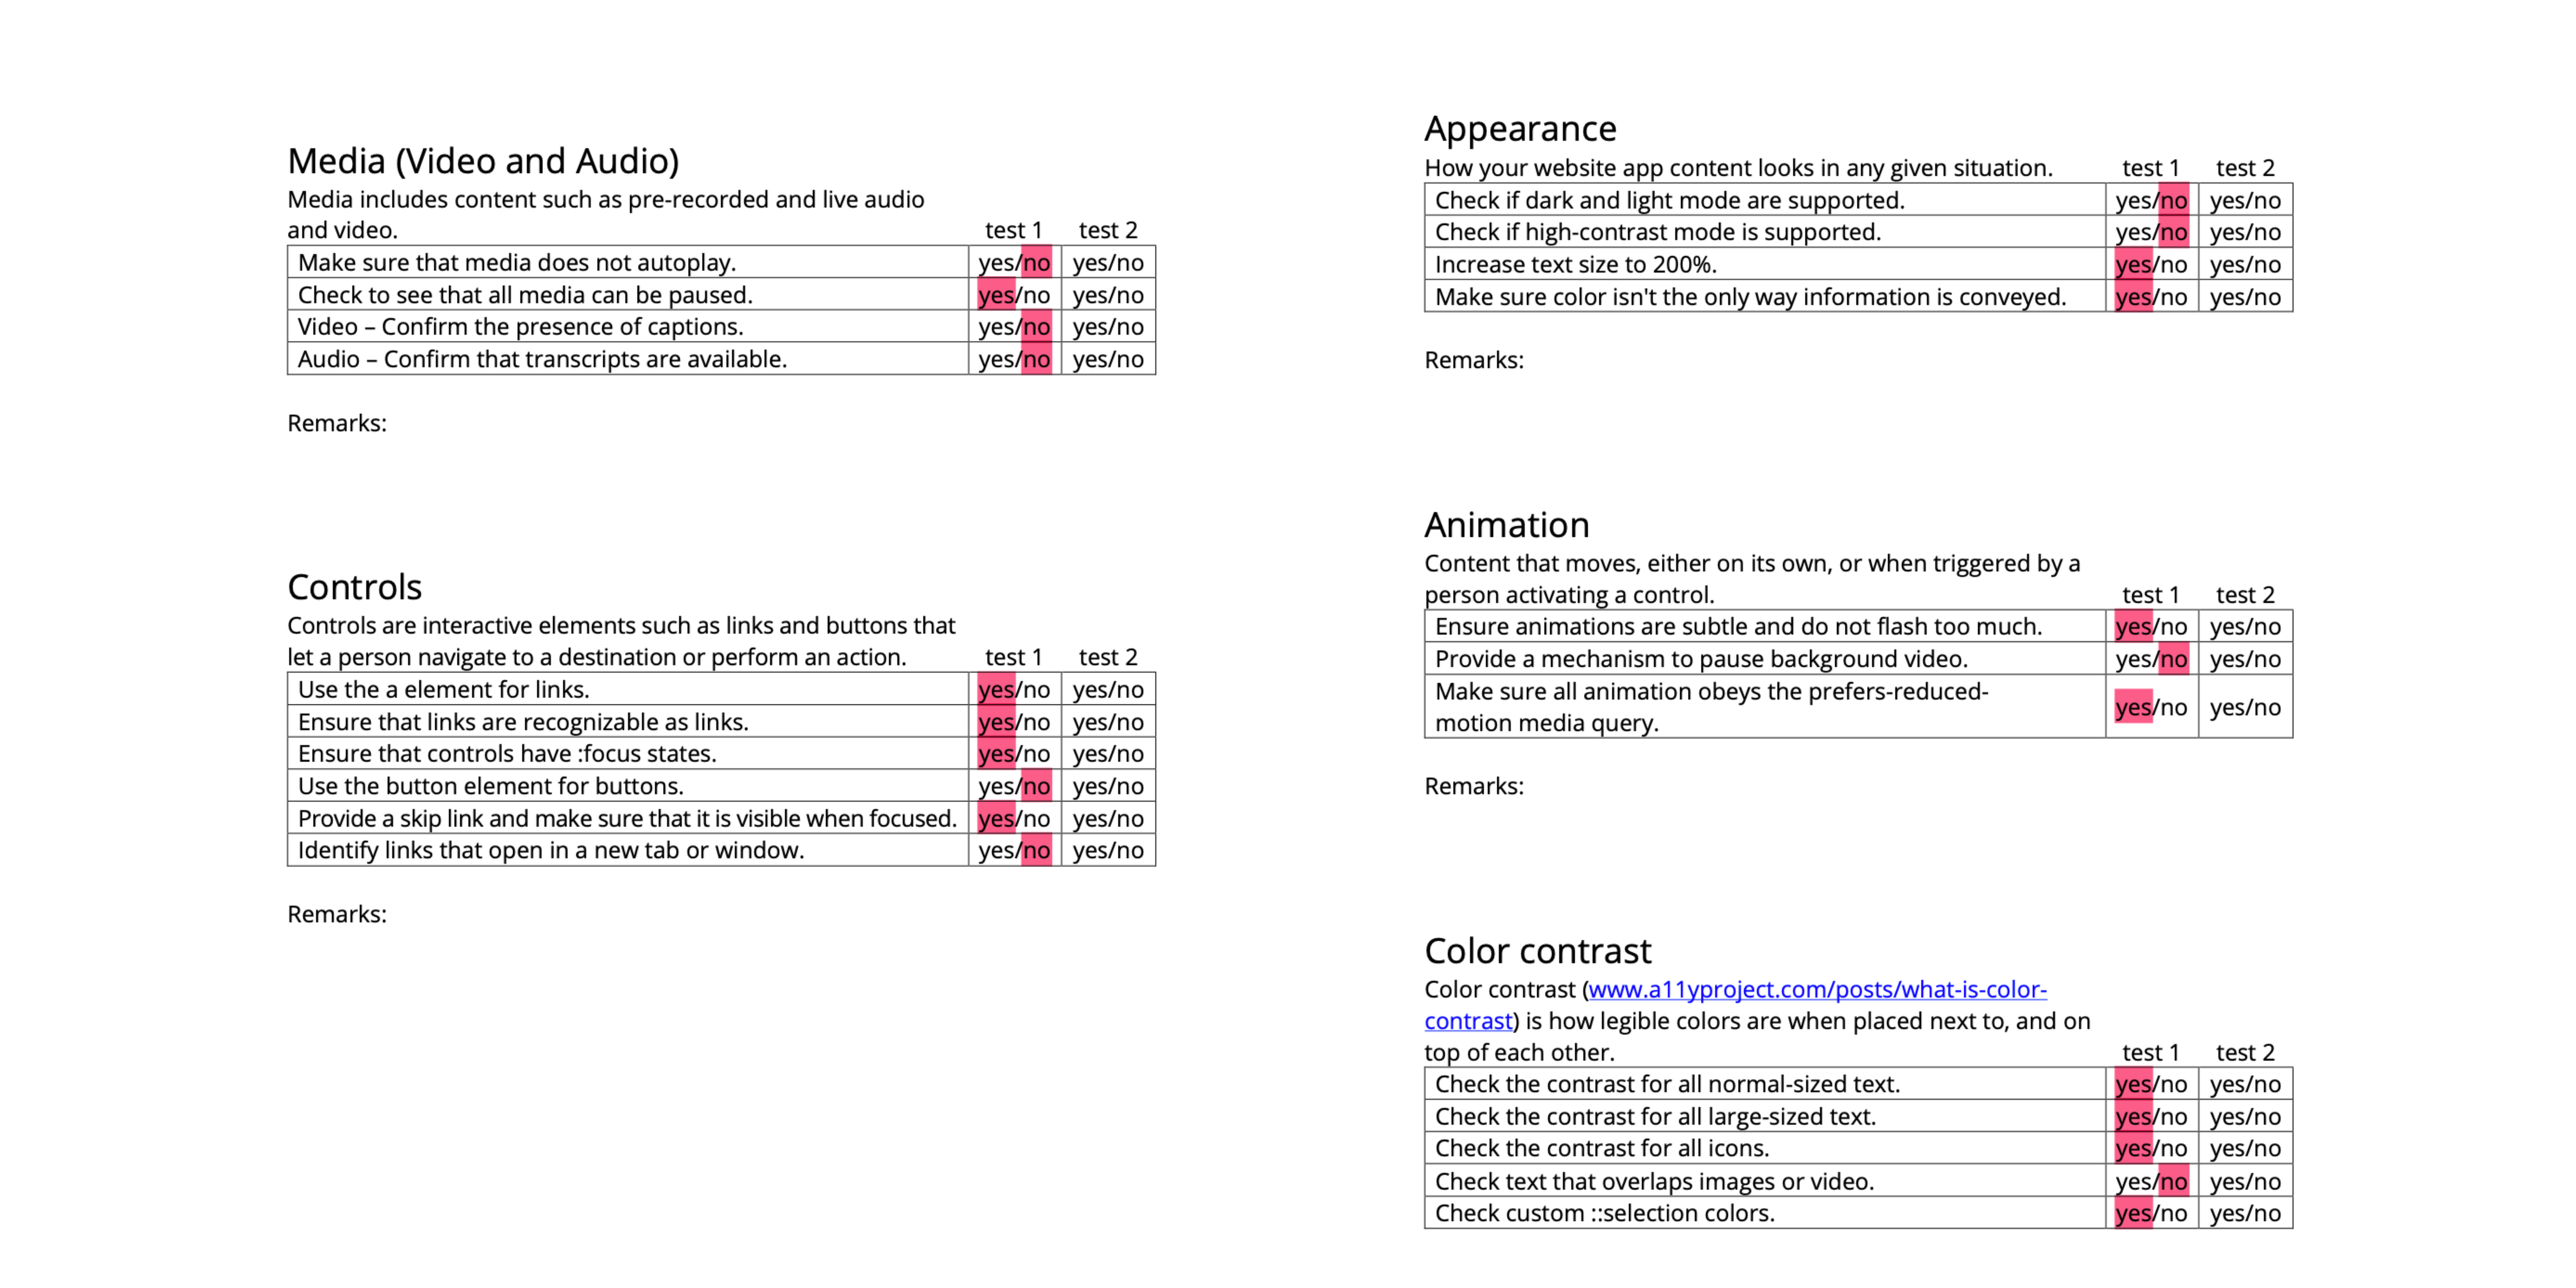 Media (Video and Audio)
Media includes content such as pre-recorded and live audio
and video. test 1 test 2
Make sure that media does not autoplay. yes/no yes/no
Check to see that all media can be paused. yes/no yes/no
Video – Confirm the presence of captions. yes/no yes/no
Audio – Confirm that transcripts are available. yes/no yes/no
Remarks:
Controls
Controls are interactive elements such as links and buttons that
let a person navigate to a destination or perform an action. test 1 test 2
Use the a element for links. yes/no yes/no
Ensure that links are recognizable as links. yes/no yes/no
Ensure that controls have :focus states. yes/no yes/no
Use the button element for buttons. yes/no yes/no
Provide a skip link and make sure that it is visible when focused. yes/no yes/no
Identify links that open in a new tab or window. yes/no yes/no
Remarks:
Appearance
How your website app content looks in any given situation. test 1 test 2
Check if dark and light mode are supported. yes/no yes/no
Check if high-contrast mode is supported. yes/no yes/no
Increase text size to 200%. yes/no yes/no
Make sure color isn't the only way information is conveyed. yes/no yes/no
Remarks:
Animation
Content that moves, either on its own, or when triggered by a
person activating a control. test 1 test 2
Ensure animations are subtle and do not flash too much. yes/no yes/no
Provide a mechanism to pause background video. yes/no yes/no
Make sure all animation obeys the prefers-reduced-
motion media query. yes/no yes/no
Remarks:
Color contrast
Color contrast (www.a11yproject.com/posts/what-is-color-
contrast) is how legible colors are when placed next to, and on
top of each other. test 1 test 2
Check the contrast for all normal-sized text. yes/no yes/no
Check the contrast for all large-sized text. yes/no yes/no
Check the contrast for all icons. yes/no yes/no
Check text that overlaps images or video. yes/no yes/no
Check custom ::selection colors. yes/no yes/no